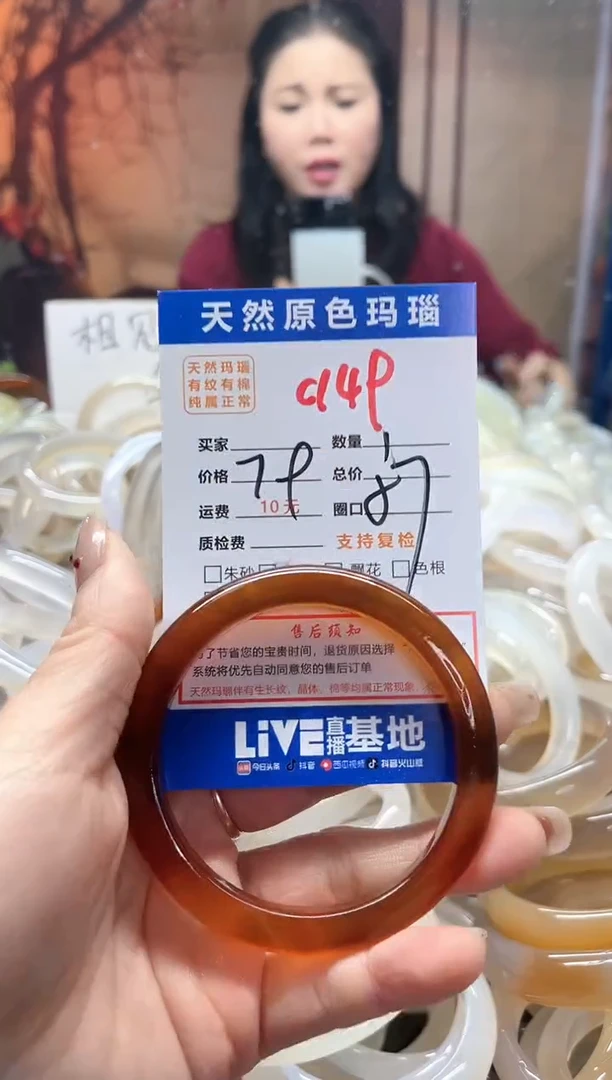 天然原色玛瑙
天然玛瑙
有纹有棉
纯属正常
买家 数量
价格 总价
运费 10元 圈口
质检费 支持复检
朱砂 飘花 色根
售后须知
了节省您的宝贵时间，退货原因选择
系统将优先自动同意您的售后订单
天然玛瑙伴有生长纹、晶体、棉等均属正常现象，
LiVE直播基地
今日头条 抖音 西瓜视频 抖音火山版